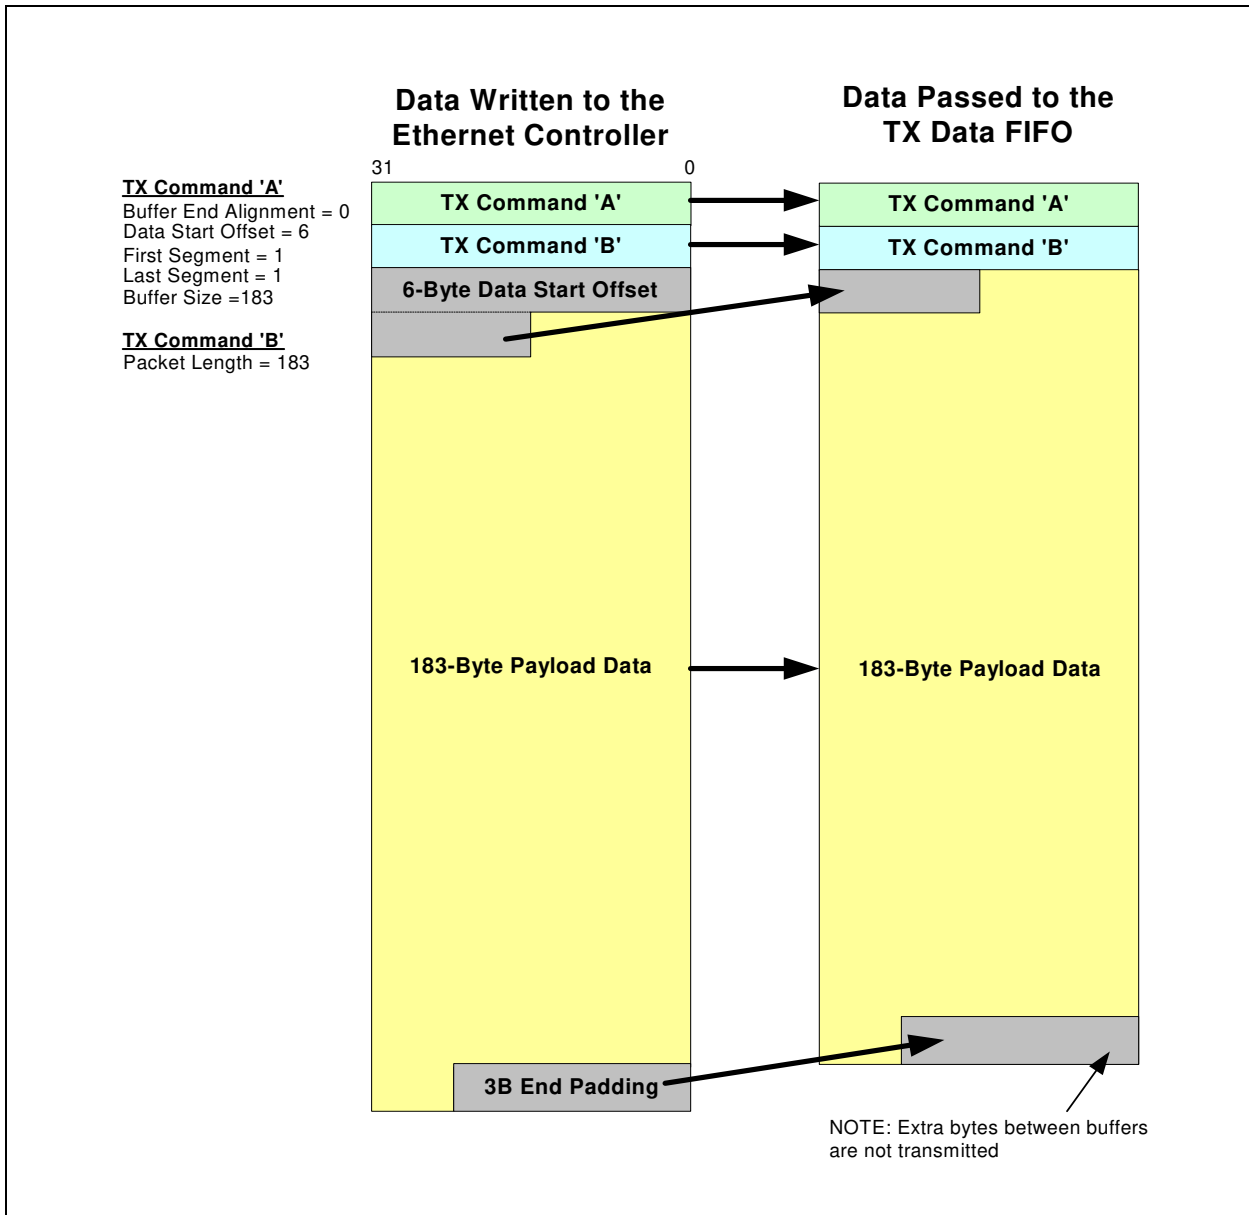 Data Written to the
Ethernet Controller
Data Passed to the
TX Data FIFO
31
0
TX Command 'A'
Buffer End Alignment = 0
Data Start Offset = 6
First Segment = 1
Last Segment = 1
Buffer Size =183
TX Command 'B'
Packet Length = 183
TX Command 'A'
TX Command 'B'
6-Byte Data Start Offset
183-Byte Payload Data
3B End Padding
TX Command 'A'
TX Command 'B'
183-Byte Payload Data
NOTE: Extra bytes between buffers
are not transmitted